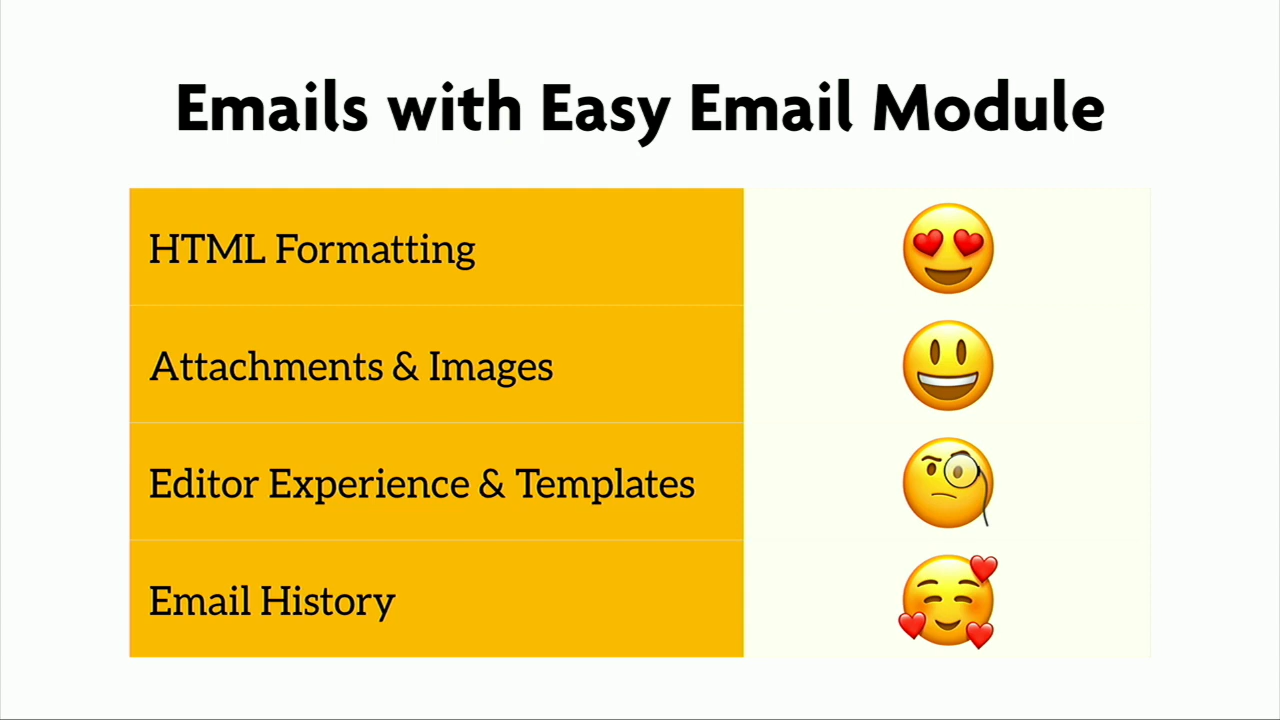 Emails with Easy Email Module
HTML Formatting
Attachments & Images
Editor Experience & Templates
Email History